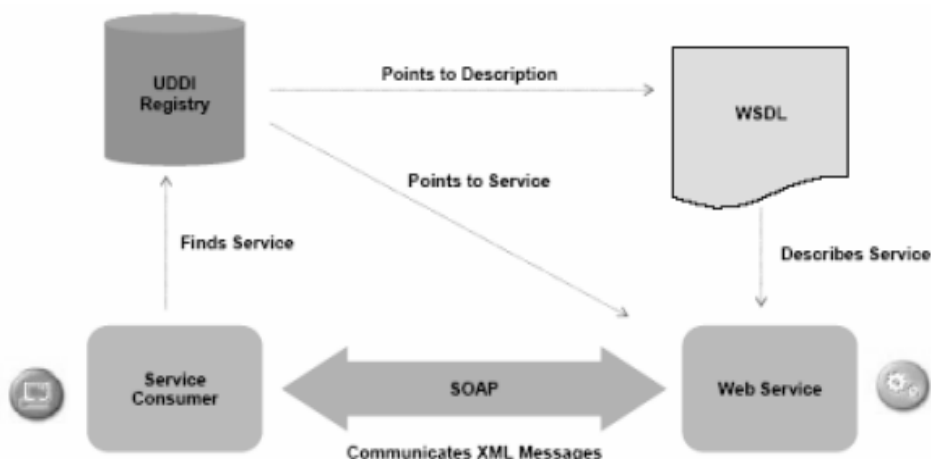 UDDI
Registry
Points to Description
WSDL
Points to Service
Finds Service
Describes Service
Service
Consumer
SOAP
Web Service
Communicates XML Messages